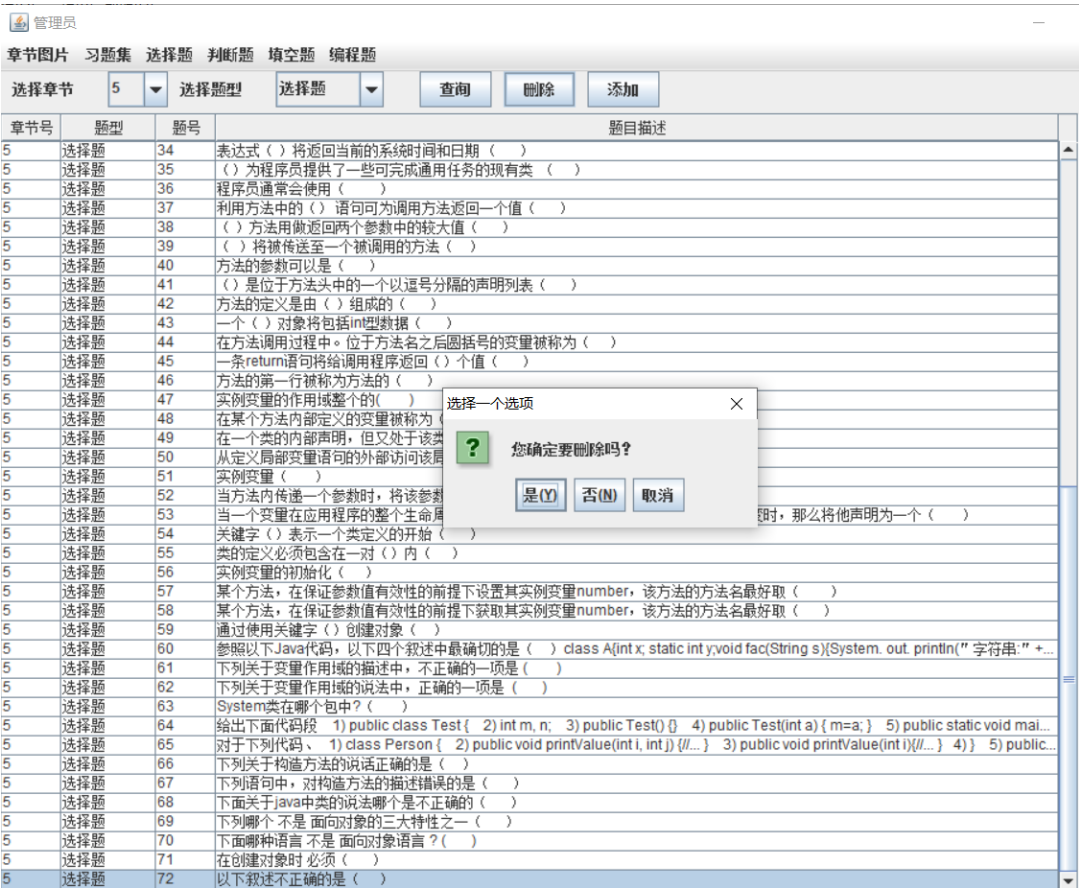 管理员
章节图片 习题集 选择题 判断题 填空题 编程题
选择章节 5 选择题型 选择题 查询 删除 添加
章节号 题型 题号 题目描述
5 选择题 34 表达式（ ）将返回当前的系统时间和日期（ ）
5 选择题 35 （）为程序员提供了一些可完成通用任务的现有类 （ ）
5 选择题 36 程序员通常会使用（ ）
5 选择题 37 利用方法中的（） 语句可为调用方法返回一个值（ ）
5 选择题 38 （ ）方法用做返回两个参数中的较大值（ ）
5 选择题 39 （ ）将被传送至一个被调用的方法（ ）
5 选择题 40 方法的参数可以是（ ）
5 选择题 41 （）是位于方法头中的一个以逗号分隔的声明列表（ ）
5 选择题 42 方法的定义是由（ ）组成的（ ）
5 选择题 43 一个（ ）对象将包括int型数据（ ）
5 选择题 44 在方法调用过程中。位于方法名之后圆括号的变量被称为（ ）
5 选择题 45 一条return语句将给调用程序返回（ ）个值（ ）
5 选择题 46 方法的第一行被称为方法的（ ）
5 选择题 47 实例变量的作用域整个的( ）
5 选择题 48 在某个方法内部定义的变量被称为（
5 选择题 49 在一个类的内部声明，但又处于该类
5 选择题 50 从定义局部变量语句的外部访问该局
5 选择题 51 实例变量（ ）
5 选择题 52 当方法内传递一个参数时，将该参数
5 选择题 53 当一个变量在应用程序的整个生命周 时，那么将他声明为一个（ ）
5 选择题 54 关键字（）表示一个类定义的开始（ ）
5 选择题 55 类的定义必须包含在一对（）内（ ）
5 选择题 56 实例变量的初始化（ ）
5 选择题 57 某个方法，在保证参数值有效性的前提下设置其实例变量number，该方法的方法名最好取（ ）
5 选择题 58 某个方法，在保证参数值有效性的前提下获取其实例变量number，该方法的方法名最好取（ ）
5 选择题 59 通过使用关键字（）创建对象（ ）
5 选择题 60 参照以下Java代码，以下四个叙述中最确切的是（ ）class A{int x; static int y;void fac(String s){System. out. println(" 字符串:" +...
5 选择题 61 下列关于变量作用域的描述中，不正确的一项是（ ）
5 选择题 62 下列关于变量作用域的说法中，正确的一项是（ ）
5 选择题 63 System类在哪个包中?（ ）
5 选择题 64 给出下面代码段 1) public class Test { 2) int m, n; 3) public Test() {} 4) public Test(int a) { m=a; } 5) public static void mai...
5 选择题 65 对于下列代码、 1) class Person { 2) public void printValue(int i, int j) {//... } 3) public void printValue(int i){//... } 4) } 5) public...
5 选择题 66 下列关于构造方法的说话正确的是（ ）
5 选择题 67 下列语句中，对构造方法的描述错误的是（ ）
5 选择题 68 下面关于java中类的说法哪个是不正确的（ ）
5 选择题 69 下列哪个 不是 面向对象的三大特性之一（ ）
5 选择题 70 下面哪种语言 不是 面向对象语言 ? ( ）
5 选择题 71 在创建对象时 必须（ ）
5 选择题 72 以下叙述不正确的是（ ）
选择一个选项
您确定要删除吗?
是(Y) 否(N) 取消